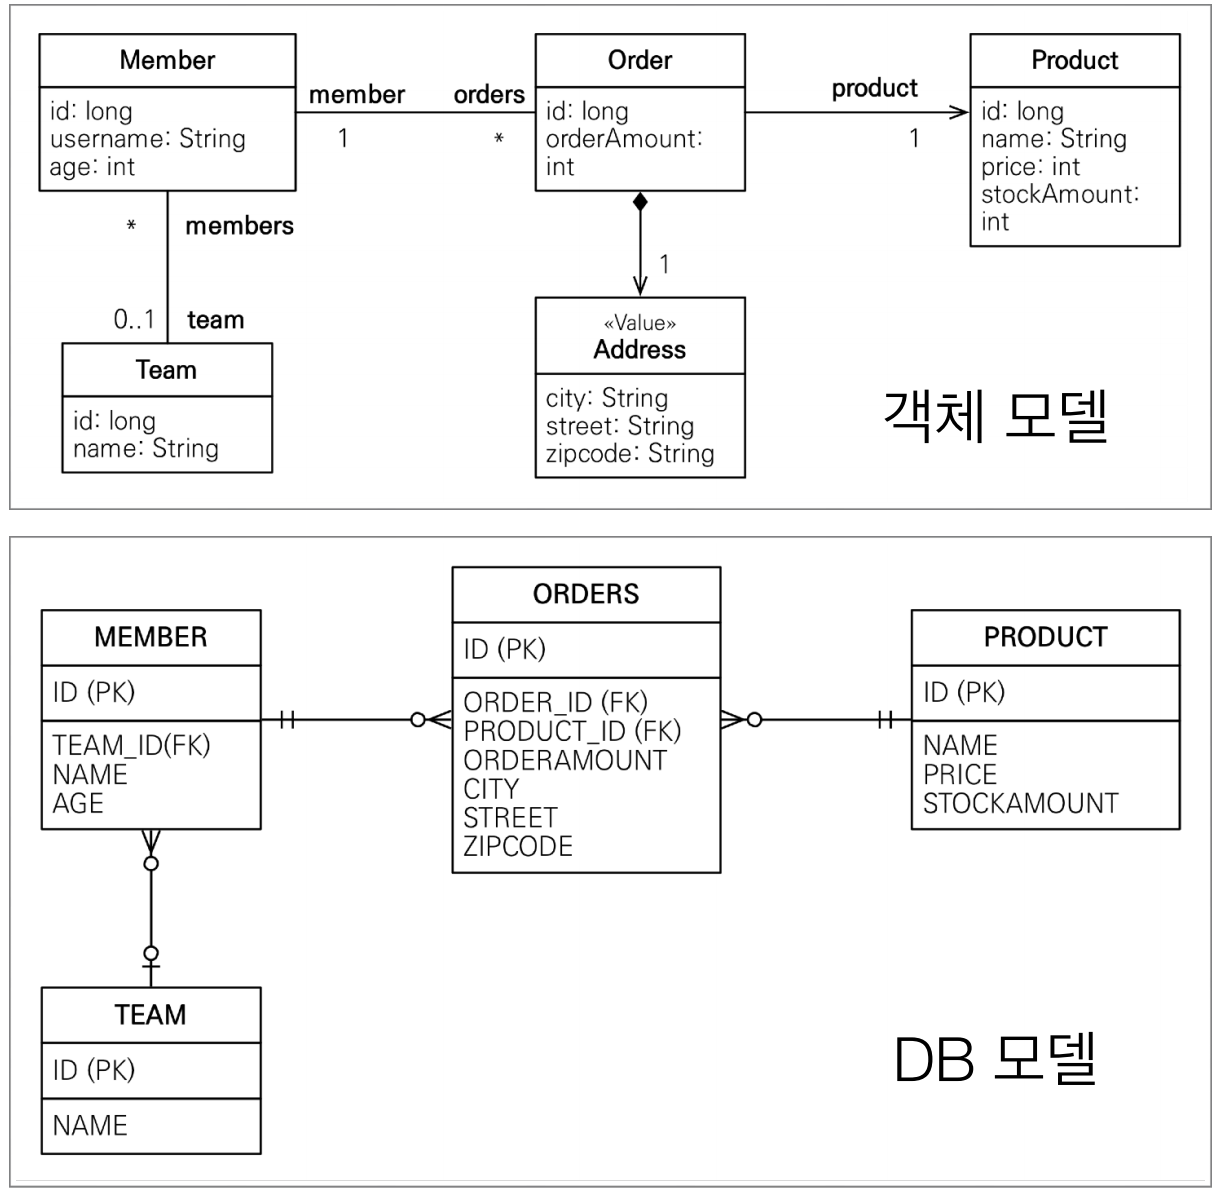 Member
id: long
username: String
age: int
member
orders
1
*
Order
id: long
orderAmount:
int
product
1
Product
id: long
name: String
price: int
stockAmount:
int
*
members
0..1
team
Team
id: long
name: String
1
«Value»
Address
city: String
street: String
zipcode: String
객체 모델
MEMBER
ID (PK)
TEAM_ID(FK)
NAME
AGE
ORDERS
ID (PK)
ORDER_ID (FK)
PRODUCT_ID (FK)
ORDERAMOUNT
CITY
STREET
ZIPCODE
PRODUCT
ID (PK)
NAME
PRICE
STOCKAMOUNT
TEAM
ID (PK)
NAME
DB 모델